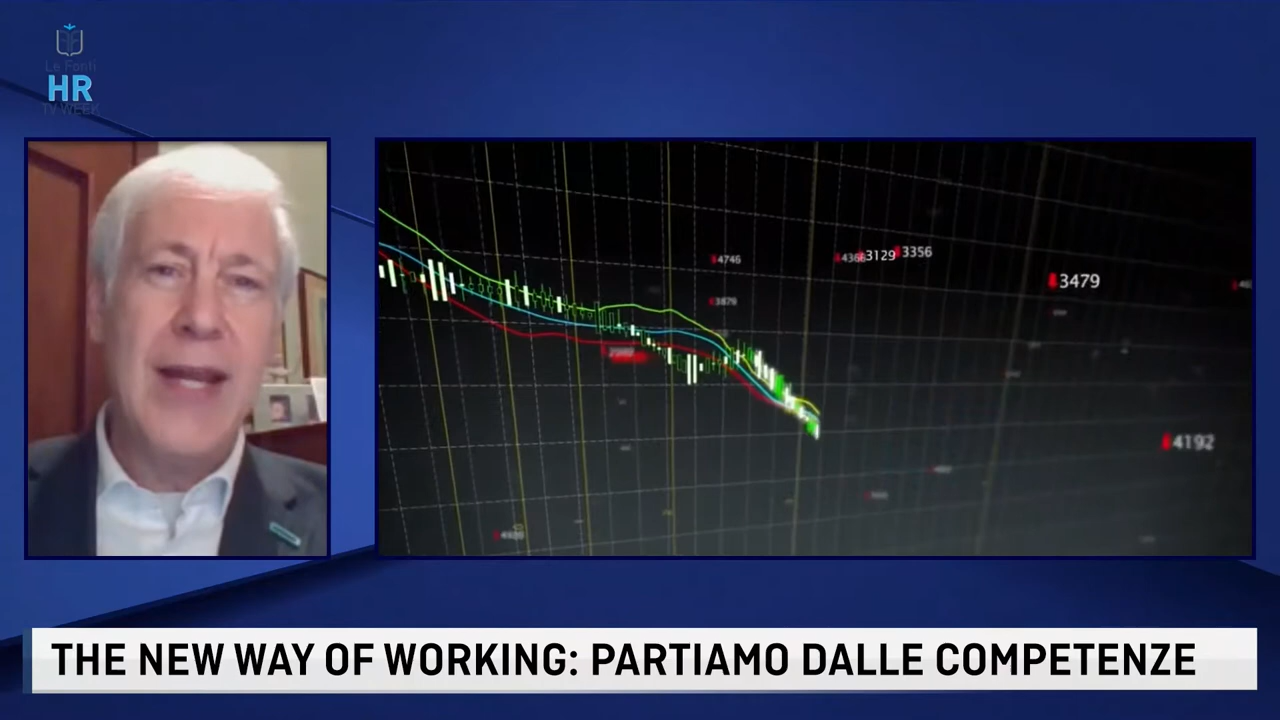 Le Fonti
HR
TV WEEK
4746
3129
3356
3479
3879
4192
THE NEW WAY OF WORKING: PARTIAMO DALLE COMPETENZE